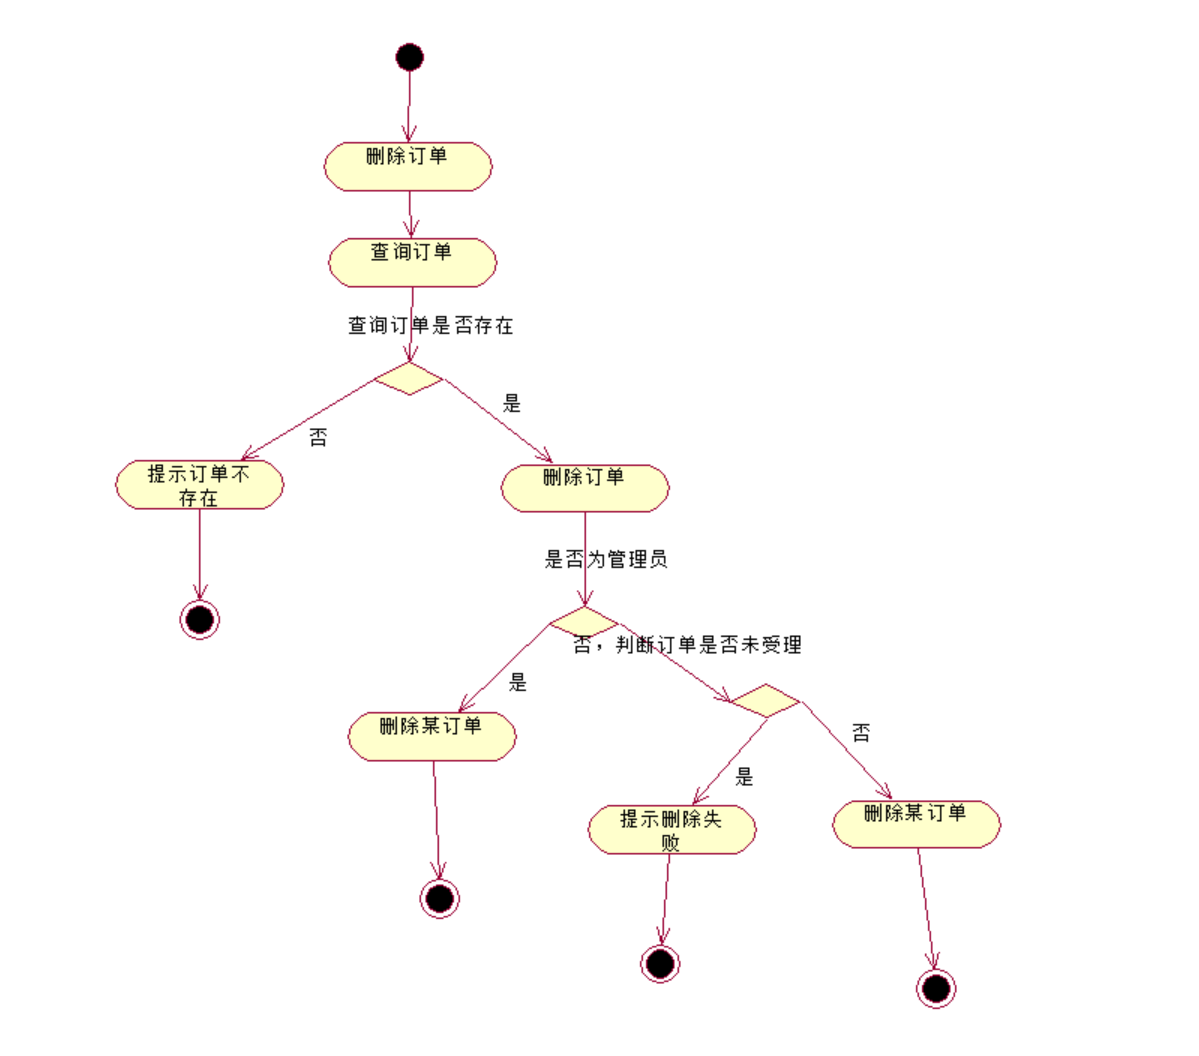 删除订单
查询订单
查询订单是否存在
是
否
提示订单不
存在
删除订单
是否为管理员
否，判断订单是否未受理
是
删除某订单
否
是
提示删除失
败
删除某订单